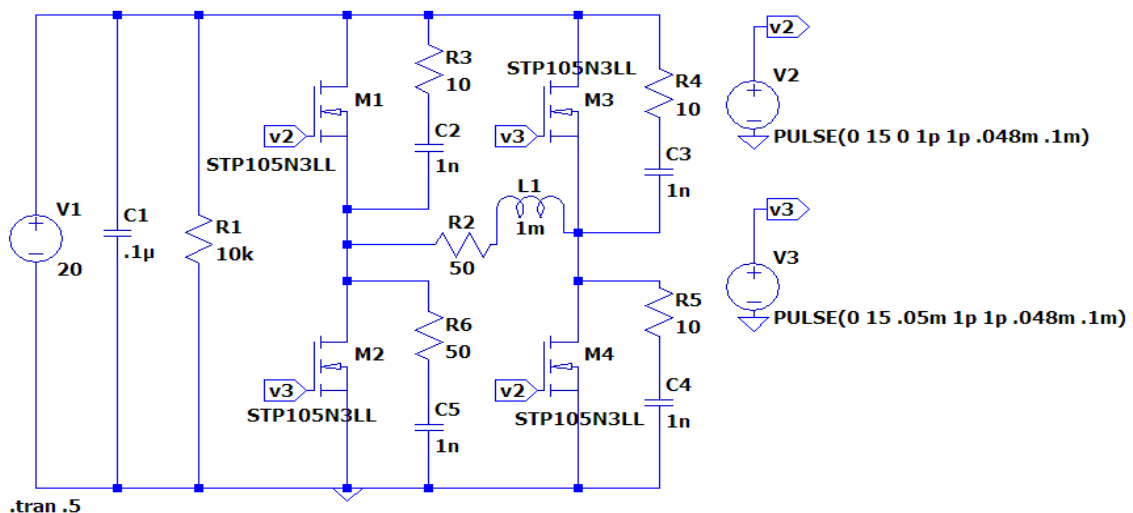 v2
R3
10
STP105N3LL
R4
10
V2
M1
M3
v2
v3
PULSE(0 15 0 1p 1p .048m .1m)
STP105N3LL
C2
1n
C3
1n
L1
1m
v3
V1
20
C1
.1µ
R1
10k
R2
50
V3
R5
10
PULSE(0 15 .05m 1p 1p .048m .1m)
R6
50
M2
M4
v3
v2
STP105N3LL
STP105N3LL
C5
1n
C4
1n
.tran .5